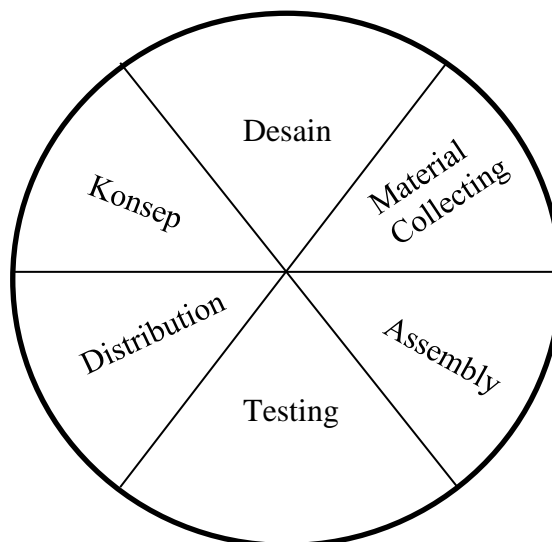 Desain
Material
Collecting
Konsep
Distribution
Assembly
Testing